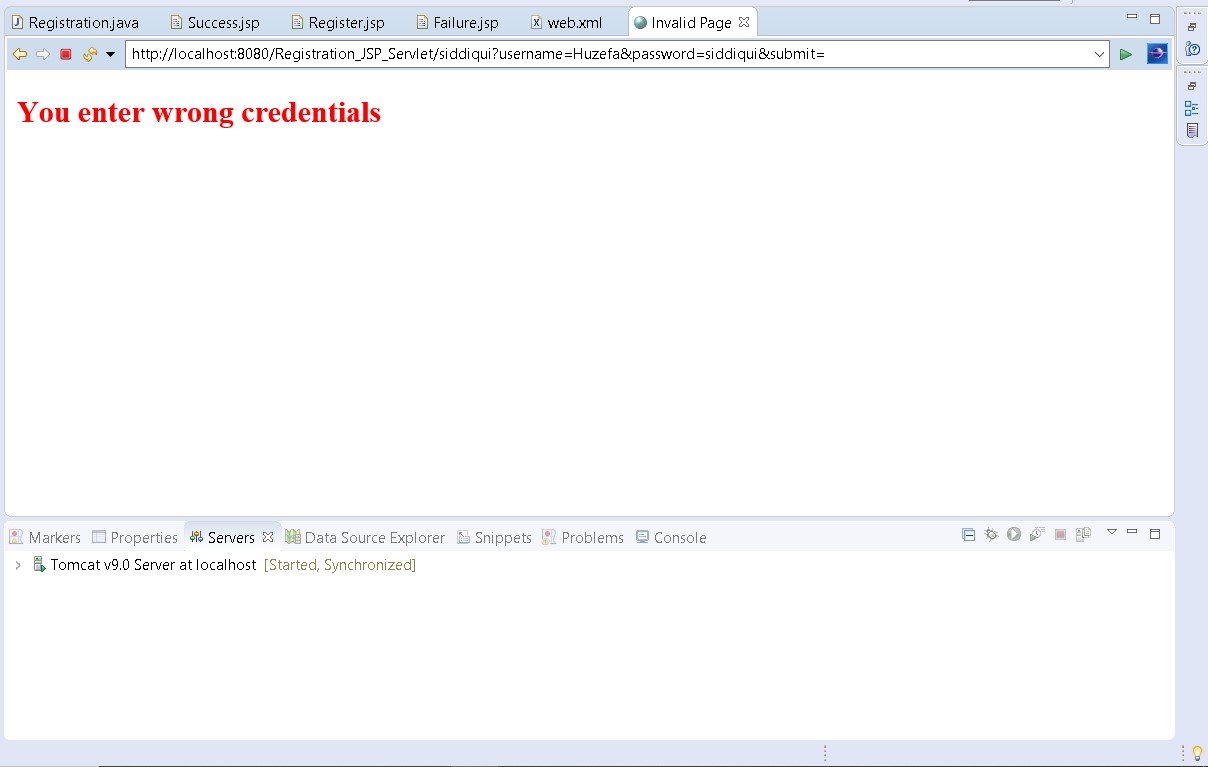 Registration.java Success.jsp Register.jsp Failure.jsp web.xml Invalid Page
http://localhost:8080/Registration_JSP_Servlet/siddiqui?username=Huzefa&password=siddiqui&submit=
You enter wrong credentials
Markers Properties Servers Data Source Explorer Snippets Problems Console
Tomcat v9.0 Server at localhost [Started, Synchronized]